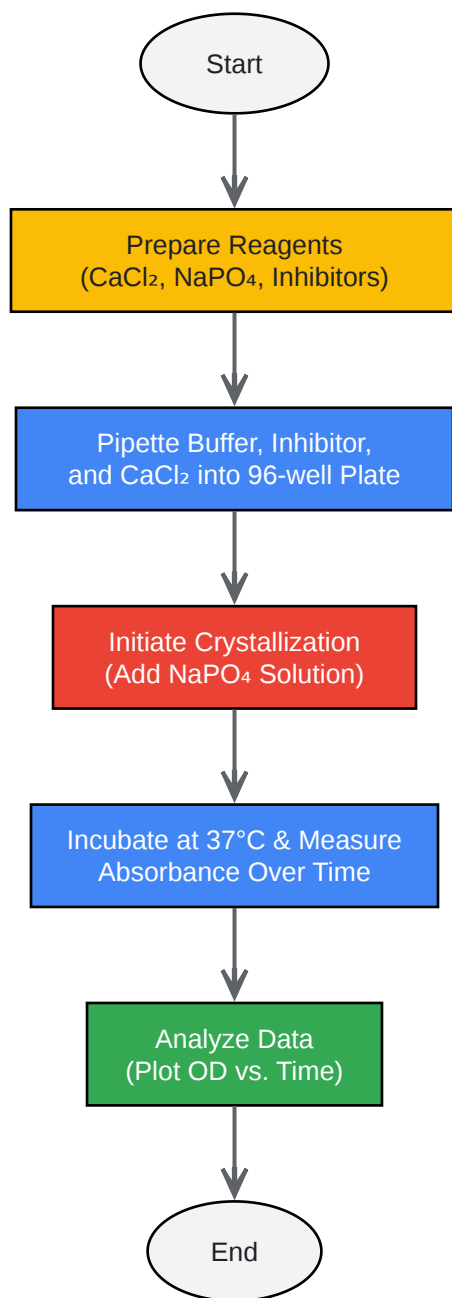 Start
Prepare Reagents
(CaCl₂, NaPO₄, Inhibitors)
Pipette Buffer, Inhibitor,
and CaCl₂ into 96-well Plate
Initiate Crystallization
(Add NaPO₄ Solution)
Incubate at 37°C & Measure
Absorbance Over Time
Analyze Data
(Plot OD vs. Time)
End